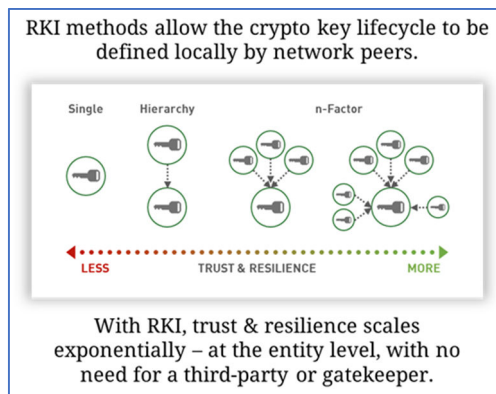 RKI methods allow the crypto key lifecycle to be
defined locally by network peers.
Single Hierarchy n-Factor
LESS TRUST & RESILIENCE MORE
With RKI, trust & resilience scales
exponentially – at the entity level, with no
need for a third-party or gatekeeper.